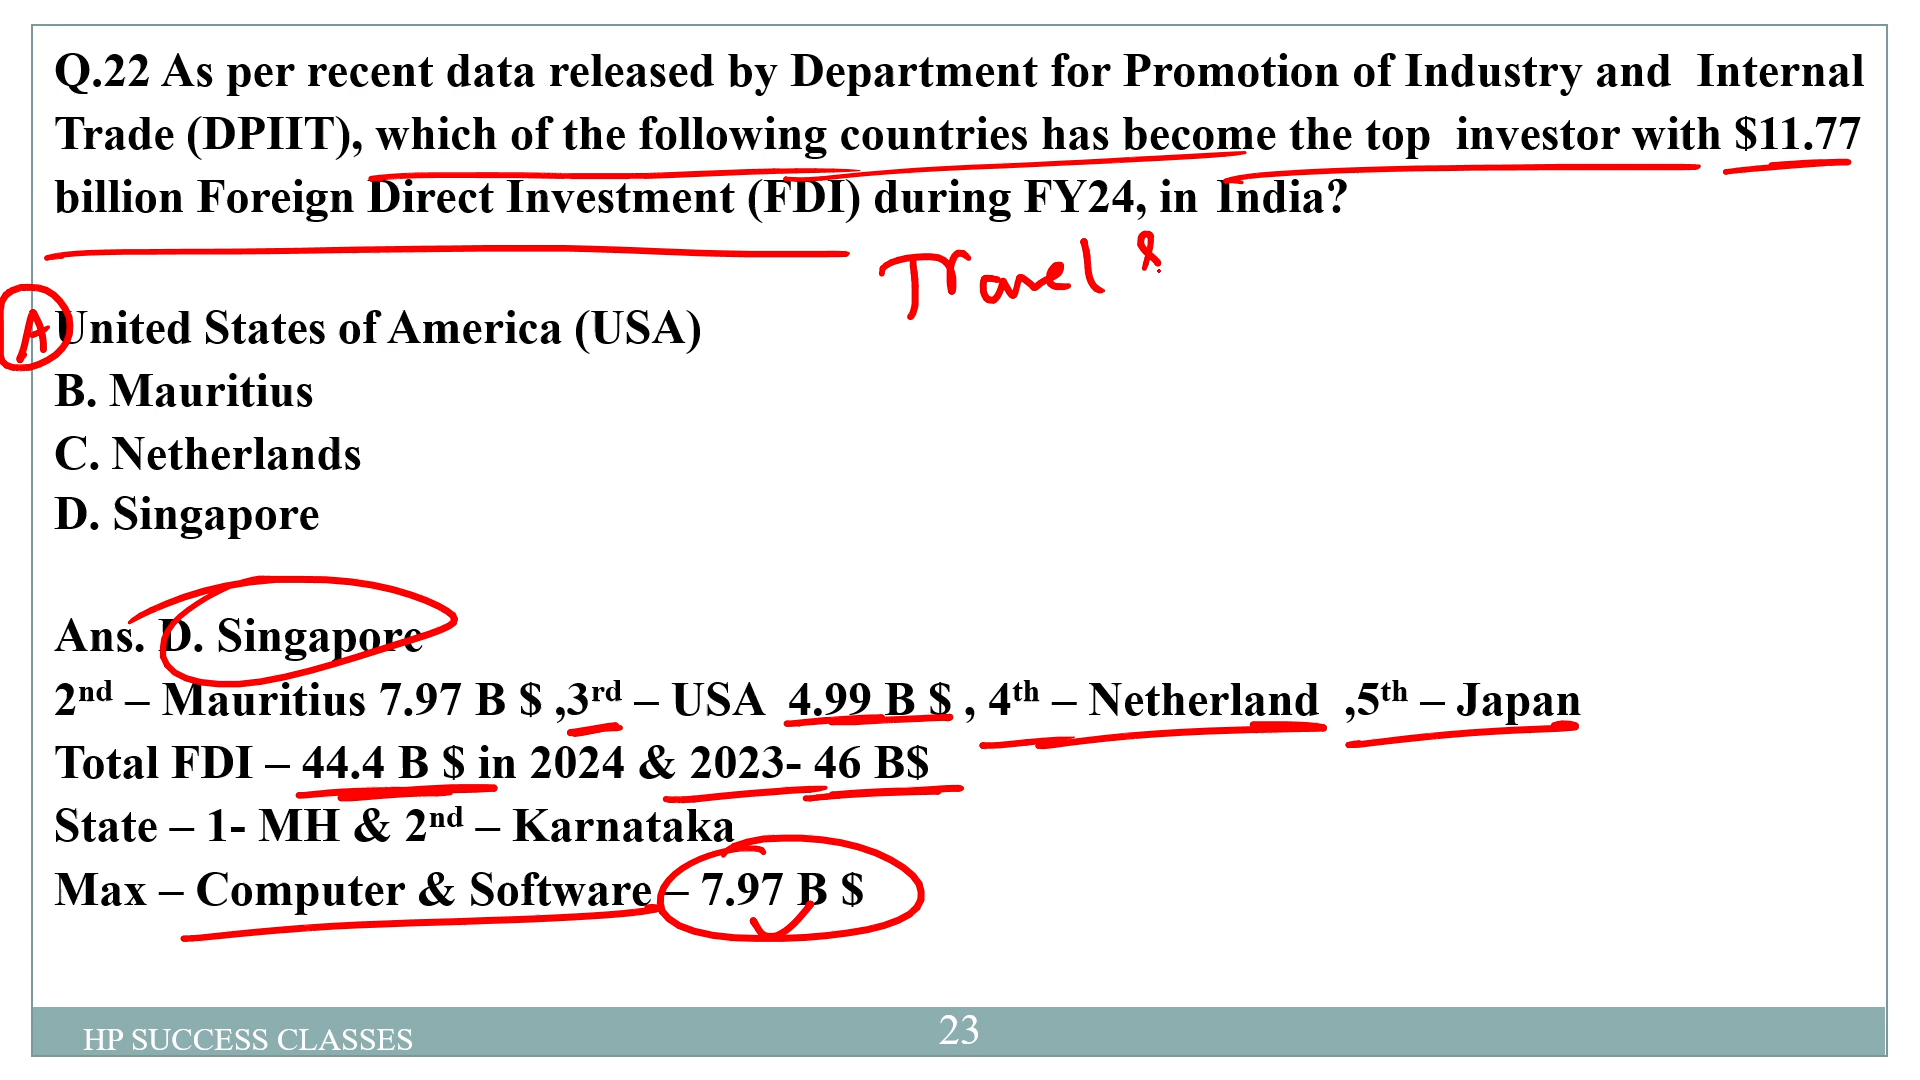 Q.22 As per recent data released by Department for Promotion of Industry and Internal
Trade (DPIIT), which of the following countries has become the top investor with $11.77
billion Foreign Direct Investment (FDI) during FY24, in India?
Travel &
A United States of America (USA)
B. Mauritius
C. Netherlands
D. Singapore
Ans. D. Singapore
2nd – Mauritius 7.97 B $ ,3rd – USA 4.99 B $ , 4th – Netherland ,5th – Japan
Total FDI – 44.4 B $ in 2024 & 2023- 46 B$
State – 1- MH & 2nd – Karnataka
Max – Computer & Software – 7.97 B $
HP SUCCESS CLASSES
23